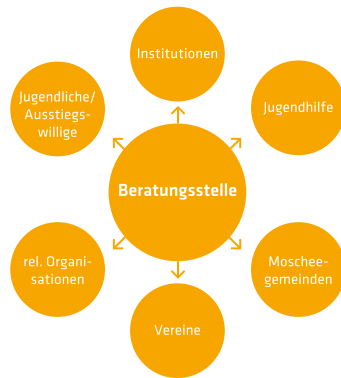 Institutionen
Jugendliche/
Ausstiegs-
willige
Jugendhilfe
Beratungsstelle
rel. Organi-
sationen
Moschee-
gemeinden
Vereine